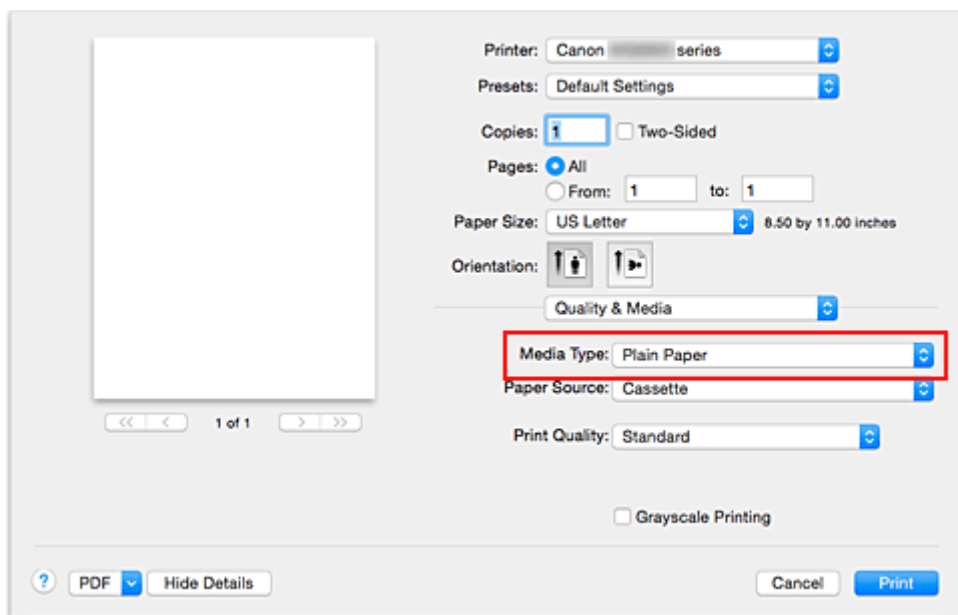 Printer: Canon series
Presets: Default Settings
Copies: 1 Two-Sided
Pages: All
From: 1 to: 1
Paper Size: US Letter 8.50 by 11.00 inches
Orientation:
Quality & Media
Media Type: Plain Paper
Paper Source: Cassette
<< < 1 of 1 > >>
Print Quality: Standard
Grayscale Printing
? PDF Hide Details Cancel Print